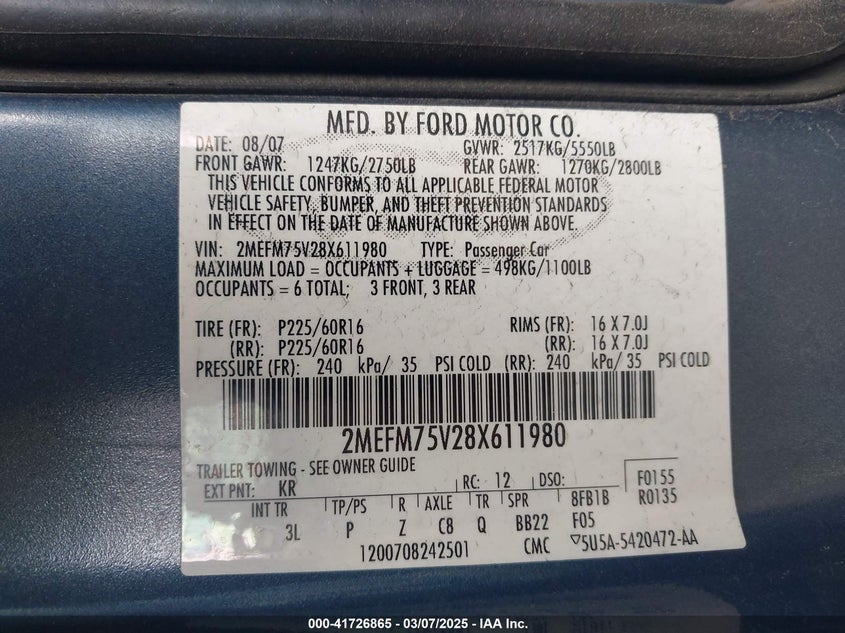 MFD. BY FORD MOTOR CO.
DATE: 08/07 GVWR: 2517KG/5550LB
FRONT GAWR: 1247KG/2750LB REAR GAWR: 1270KG/2800LB
THIS VEHICLE CONFORMS TO ALL APPLICABLE FEDERAL MOTOR
VEHICLE SAFETY, BUMPER, AND THEFT PREVENTION STANDARDS
IN EFFECT ON THE DATE OF MANUFACTURE SHOWN ABOVE.
VIN: 2MEFM75V28X611980 TYPE: Passenger Car
MAXIMUM LOAD = OCCUPANTS + LUGGAGE = 498KG/1100LB
OCCUPANTS = 6 TOTAL; 3 FRONT, 3 REAR
TIRE (FR): P225/60R16 RIMS (FR): 16 X 7.0J
(RR): P225/60R16 (RR): 16 X 7.0J
PRESSURE (FR): 240 kPa/ 35 PSI COLD (RR): 240 kPa/ 35 PSI COLD
2MEFM75V28X611980
TRAILER TOWING - SEE OWNER GUIDE
EXT PNT: KR RC: 12 DSO: F0155
INT TR TP/PS R AXLE TR SPR 8FB1B R0135
3L P Z C8 Q BB22 F05
1200708242501 CMC ▽5U5A-5420472-AA
000-41726865 - 03/07/2025 - © IAA Inc.